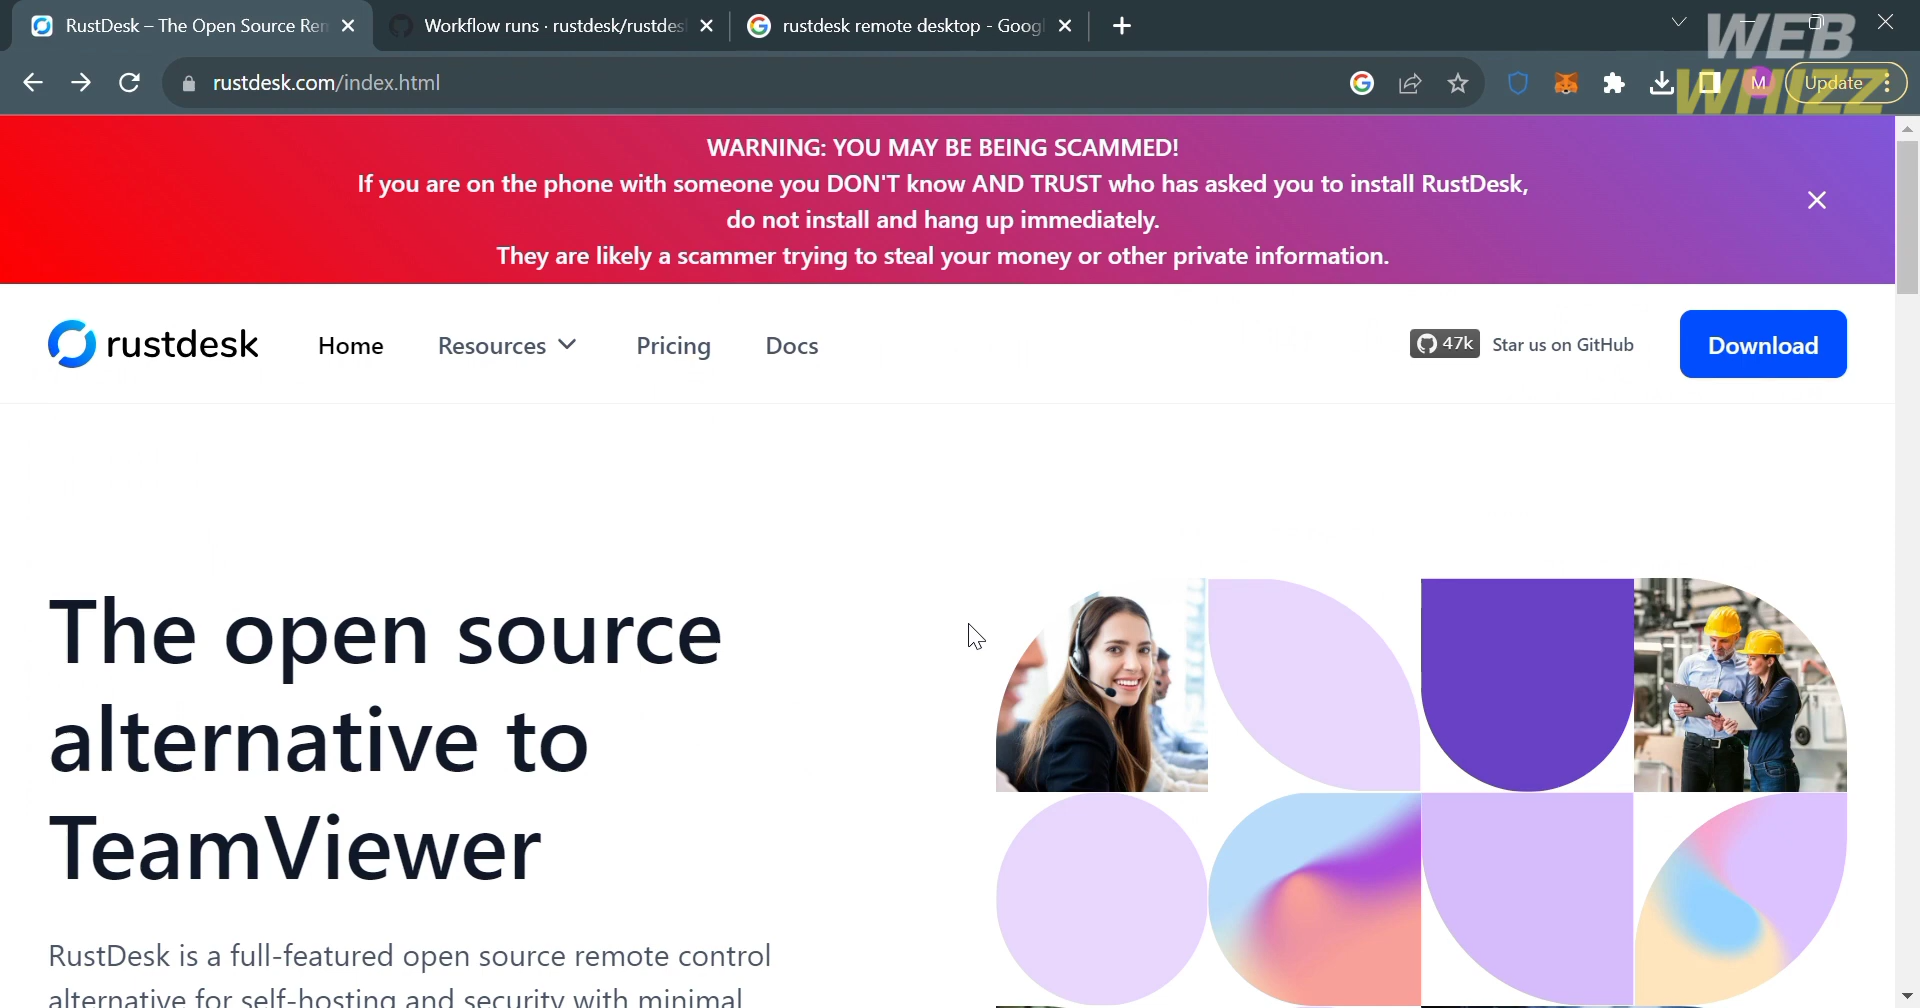 RustDesk – The Open Source Rem
Workflow runs · rustdesk/rustdes
rustdesk remote desktop - Googl
WEB
WHIZZ
rustdesk.com/index.html
M
Update
WARNING: YOU MAY BE BEING SCAMMED!
If you are on the phone with someone you DON'T know AND TRUST who has asked you to install RustDesk,
do not install and hang up immediately.
They are likely a scammer trying to steal your money or other private information.
rustdesk
Home
Resources
Pricing
Docs
47k
Star us on GitHub
Download
The open source
alternative to
TeamViewer
RustDesk is a full-featured open source remote control
alternative for self-hosting and security with minimal